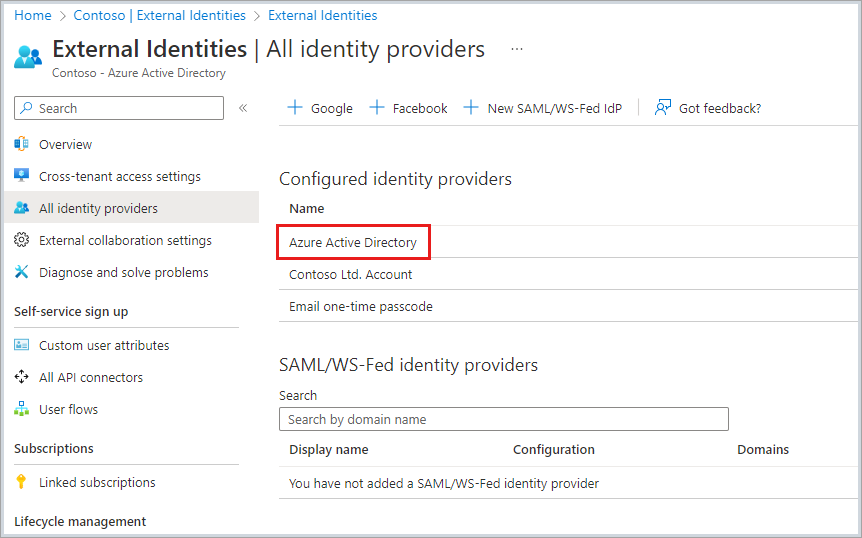 Home > Contoso | External Identities > External Identities
External Identities | All identity providers ...
Contoso - Azure Active Directory
Search «
Overview
Cross-tenant access settings
All identity providers
External collaboration settings
Diagnose and solve problems
Self-service sign up
Custom user attributes
All API connectors
User flows
Subscriptions
Linked subscriptions
Lifecycle management
+ Google + Facebook + New SAML/WS-Fed IdP Got feedback?
Configured identity providers
Name
Azure Active Directory
Contoso Ltd. Account
Email one-time passcode
SAML/WS-Fed identity providers
Search
Search by domain name
Display name Configuration Domains
You have not added a SAML/WS-Fed identity provider